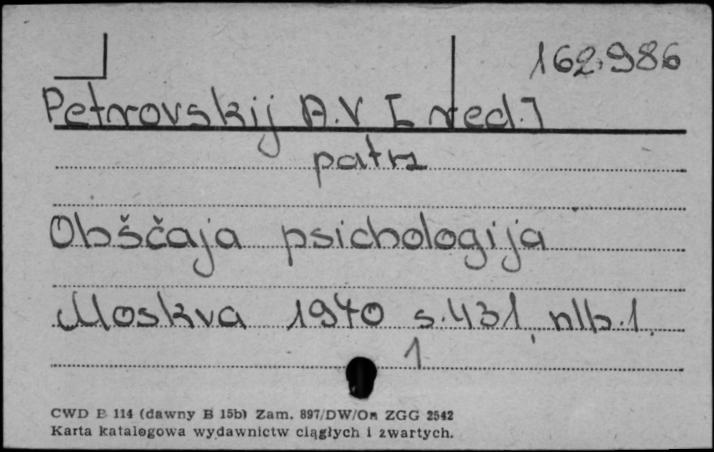 162.986
Petrovskij A.V [red.]
patrz
Obščaja psichologija
Moskva 1970 s.431, nlb.1.
1
CWD B 114 (dawny B 15b) Zam. 897/DW/On ZGG 2542
Karta katalogowa wydawnictw ciągłych i zwartych.